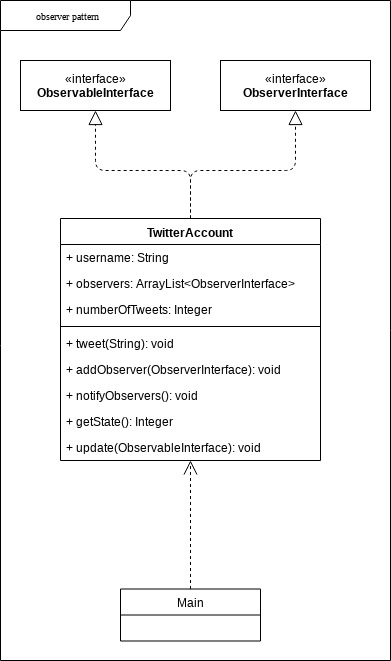 observer pattern
«interface»
ObservableInterface
«interface»
ObserverInterface
TwitterAccount
+ username: String
+ observers: ArrayList<ObserverInterface>
+ numberOfTweets: Integer
+ tweet(String): void
+ addObserver(ObserverInterface): void
+ notifyObservers(): void
+ getState(): Integer
+ update(ObservableInterface): void
Main